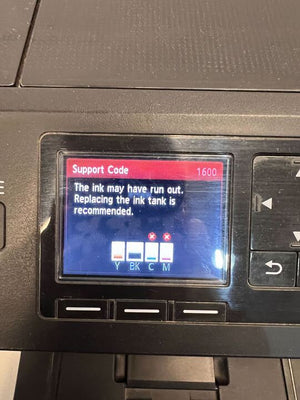 Support Code 1600
The ink may have run out.
Replacing the ink tank is
recommended.
Y BK C M